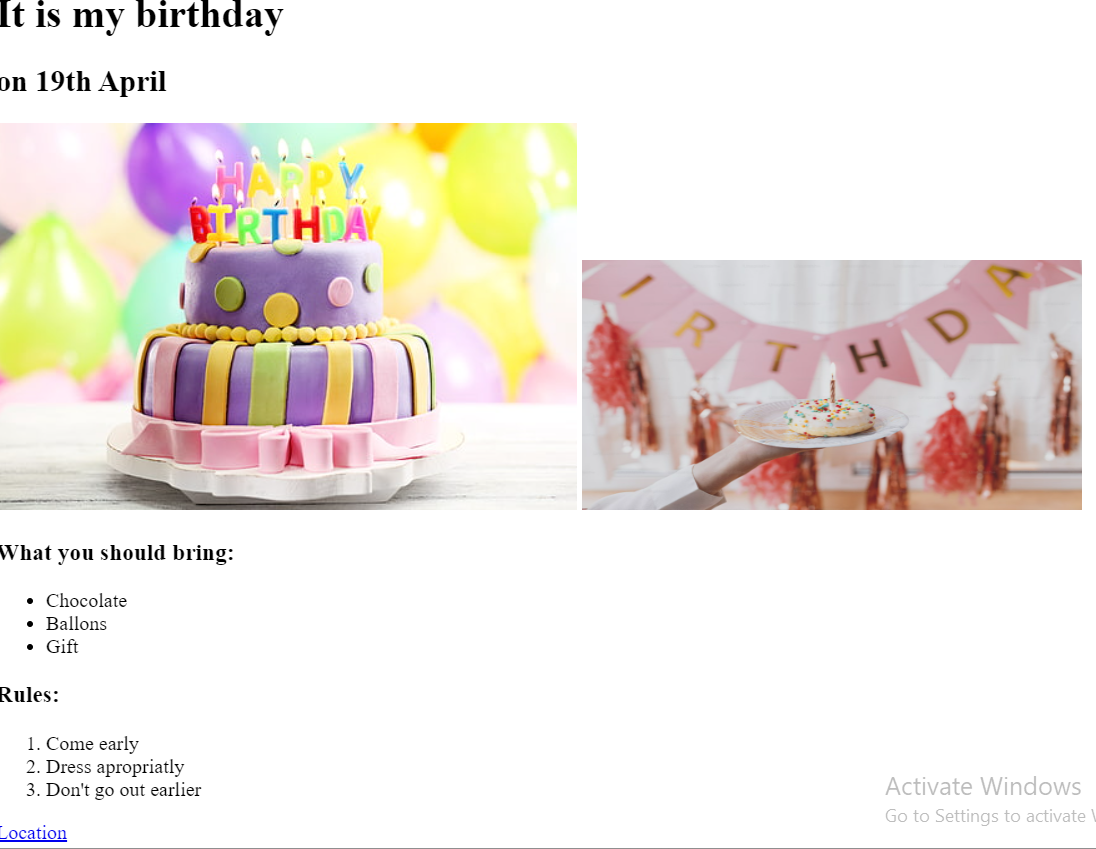 It is my birthday
on 19th April
HAPPY
BIRTHDAY
IRTHDA
What you should bring:
• Chocolate
• Ballons
• Gift
Rules:
1. Come early
2. Dress apropriatly
3. Don't go out earlier
Location
Activate Windows
Go to Settings to activate W